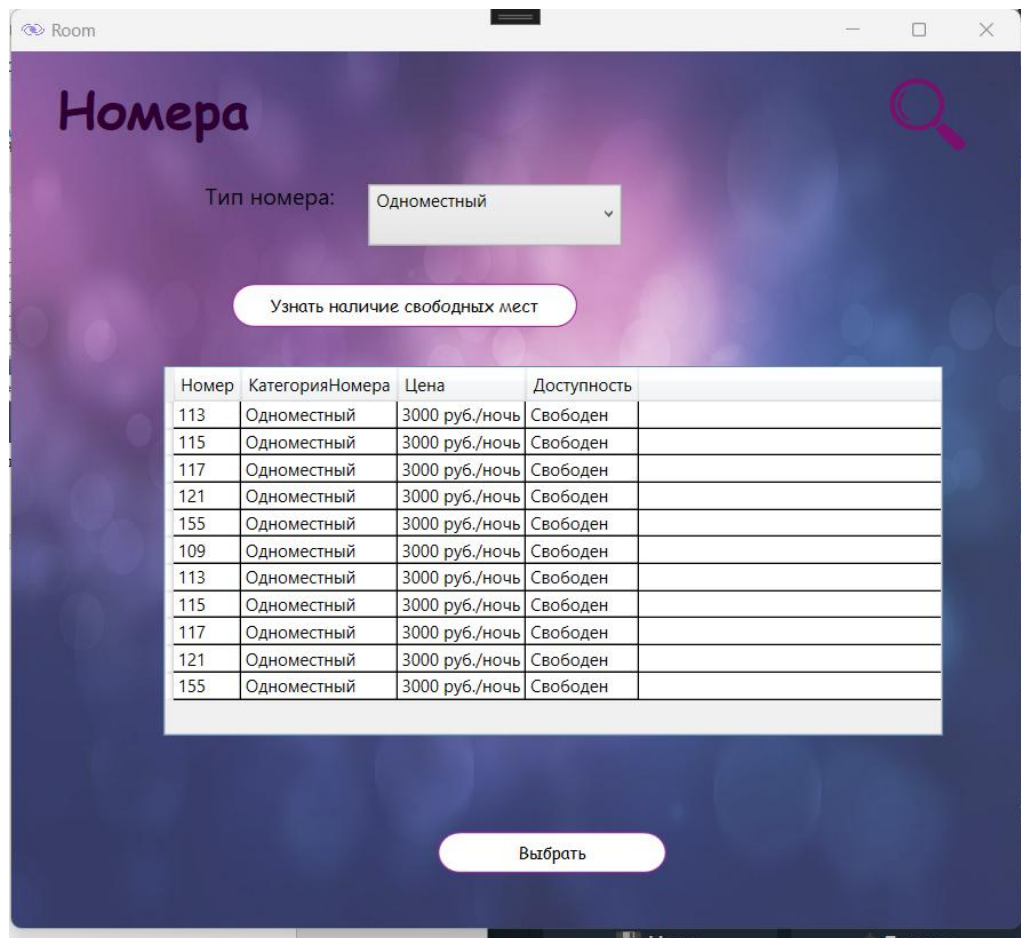 Room
Номера
Тип номера:
Одноместный
Узнать наличие свободных мест
Номер КатегорияНомера Цена Доступность
113 Одноместный 3000 руб./ночь Свободен
115 Одноместный 3000 руб./ночь Свободен
117 Одноместный 3000 руб./ночь Свободен
121 Одноместный 3000 руб./ночь Свободен
155 Одноместный 3000 руб./ночь Свободен
109 Одноместный 3000 руб./ночь Свободен
113 Одноместный 3000 руб./ночь Свободен
115 Одноместный 3000 руб./ночь Свободен
117 Одноместный 3000 руб./ночь Свободен
121 Одноместный 3000 руб./ночь Свободен
155 Одноместный 3000 руб./ночь Свободен
Выбрать